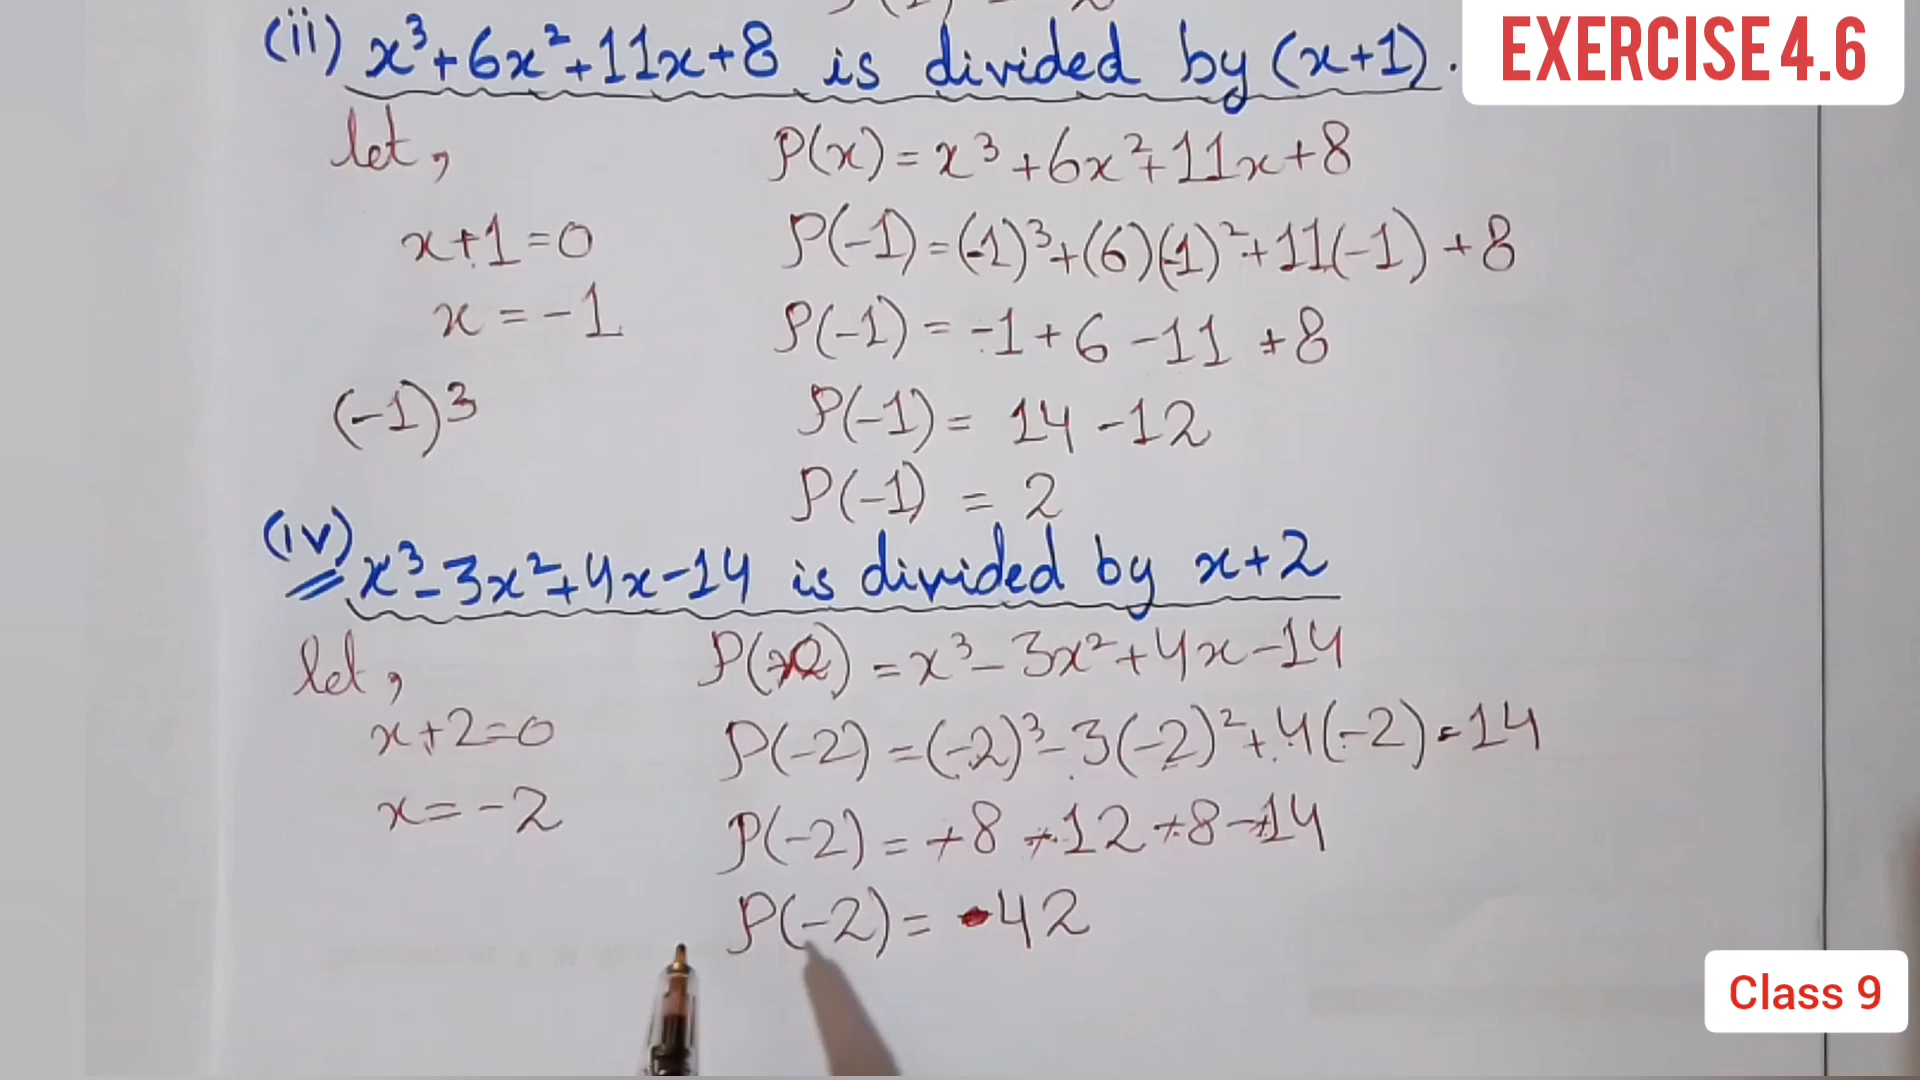 (ii) x³+6x²+11x+8 is divided by (x+1).
EXERCISE 4.6
let, P(x) = x³+6x²+11x+8
x+1=0 P(-1)=(-1)³+(6)(-1)²+11(-1)+8
x = -1 P(-1) = -1+6-11+8
(-1)³ P(-1) = 14-12
P(-1) = 2
(iv) x³-3x²+4x-14 is divided by x+2
let, P(x) = x³-3x²+4x-14
x+2=0 P(-2) = (-2)³-3(-2)²+4(-2)-14
x=-2 P(-2) = +8+12+8+14
P(-2) = -42
Class 9